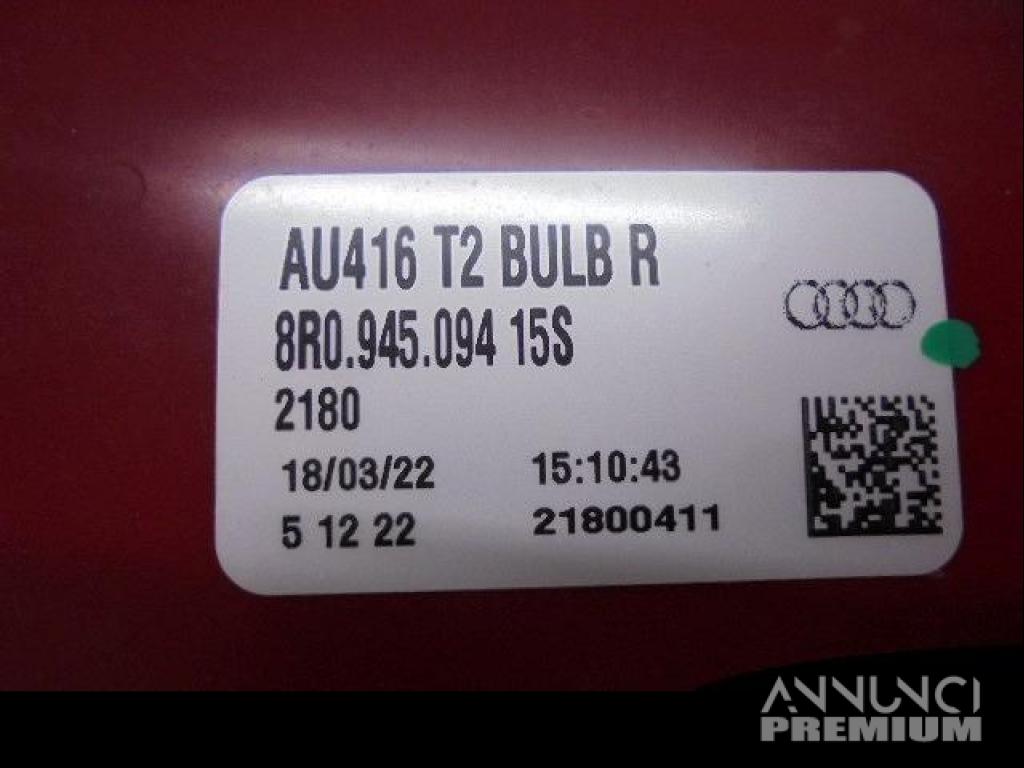 AU416 T2 BULB R
8R0.945.094 15S
2180
18/03/22 15:10:43
5 12 22 21800411
ANNUNCI
PREMIUM